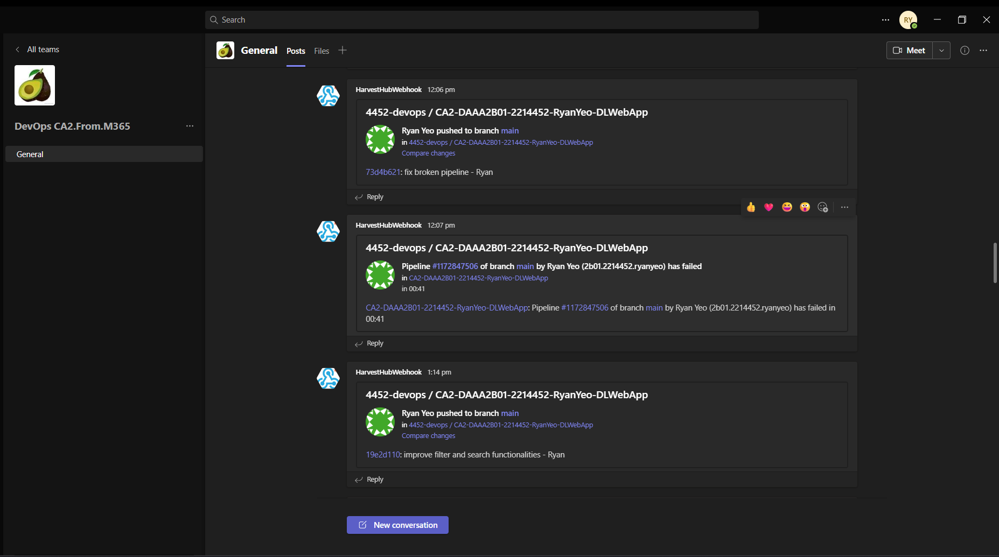 Search
RY
All teams
DevOps CA2.From.M365
General
General
Posts
Files
Meet
HarvestHubWebhook 12:06 pm
4452-devops / CA2-DAAA2B01-2214452-RyanYeo-DLWebApp
Ryan Yeo pushed to branch main
in 4452-devops / CA2-DAAA2B01-2214452-RyanYeo-DLWebApp
Compare changes
73d4b621: fix broken pipeline - Ryan
Reply
HarvestHubWebhook 12:07 pm
4452-devops / CA2-DAAA2B01-2214452-RyanYeo-DLWebApp
Pipeline #1172847506 of branch main by Ryan Yeo (2b01.2214452.ryanyeo) has failed
in CA2-DAAA2B01-2214452-RyanYeo-DLWebApp
in 00:41
CA2-DAAA2B01-2214452-RyanYeo-DLWebApp: Pipeline #1172847506 of branch main by Ryan Yeo (2b01.2214452.ryanyeo) has failed in
00:41
Reply
HarvestHubWebhook 1:14 pm
4452-devops / CA2-DAAA2B01-2214452-RyanYeo-DLWebApp
Ryan Yeo pushed to branch main
in 4452-devops / CA2-DAAA2B01-2214452-RyanYeo-DLWebApp
Compare changes
19e2d110: improve filter and search functionalities - Ryan
Reply
New conversation